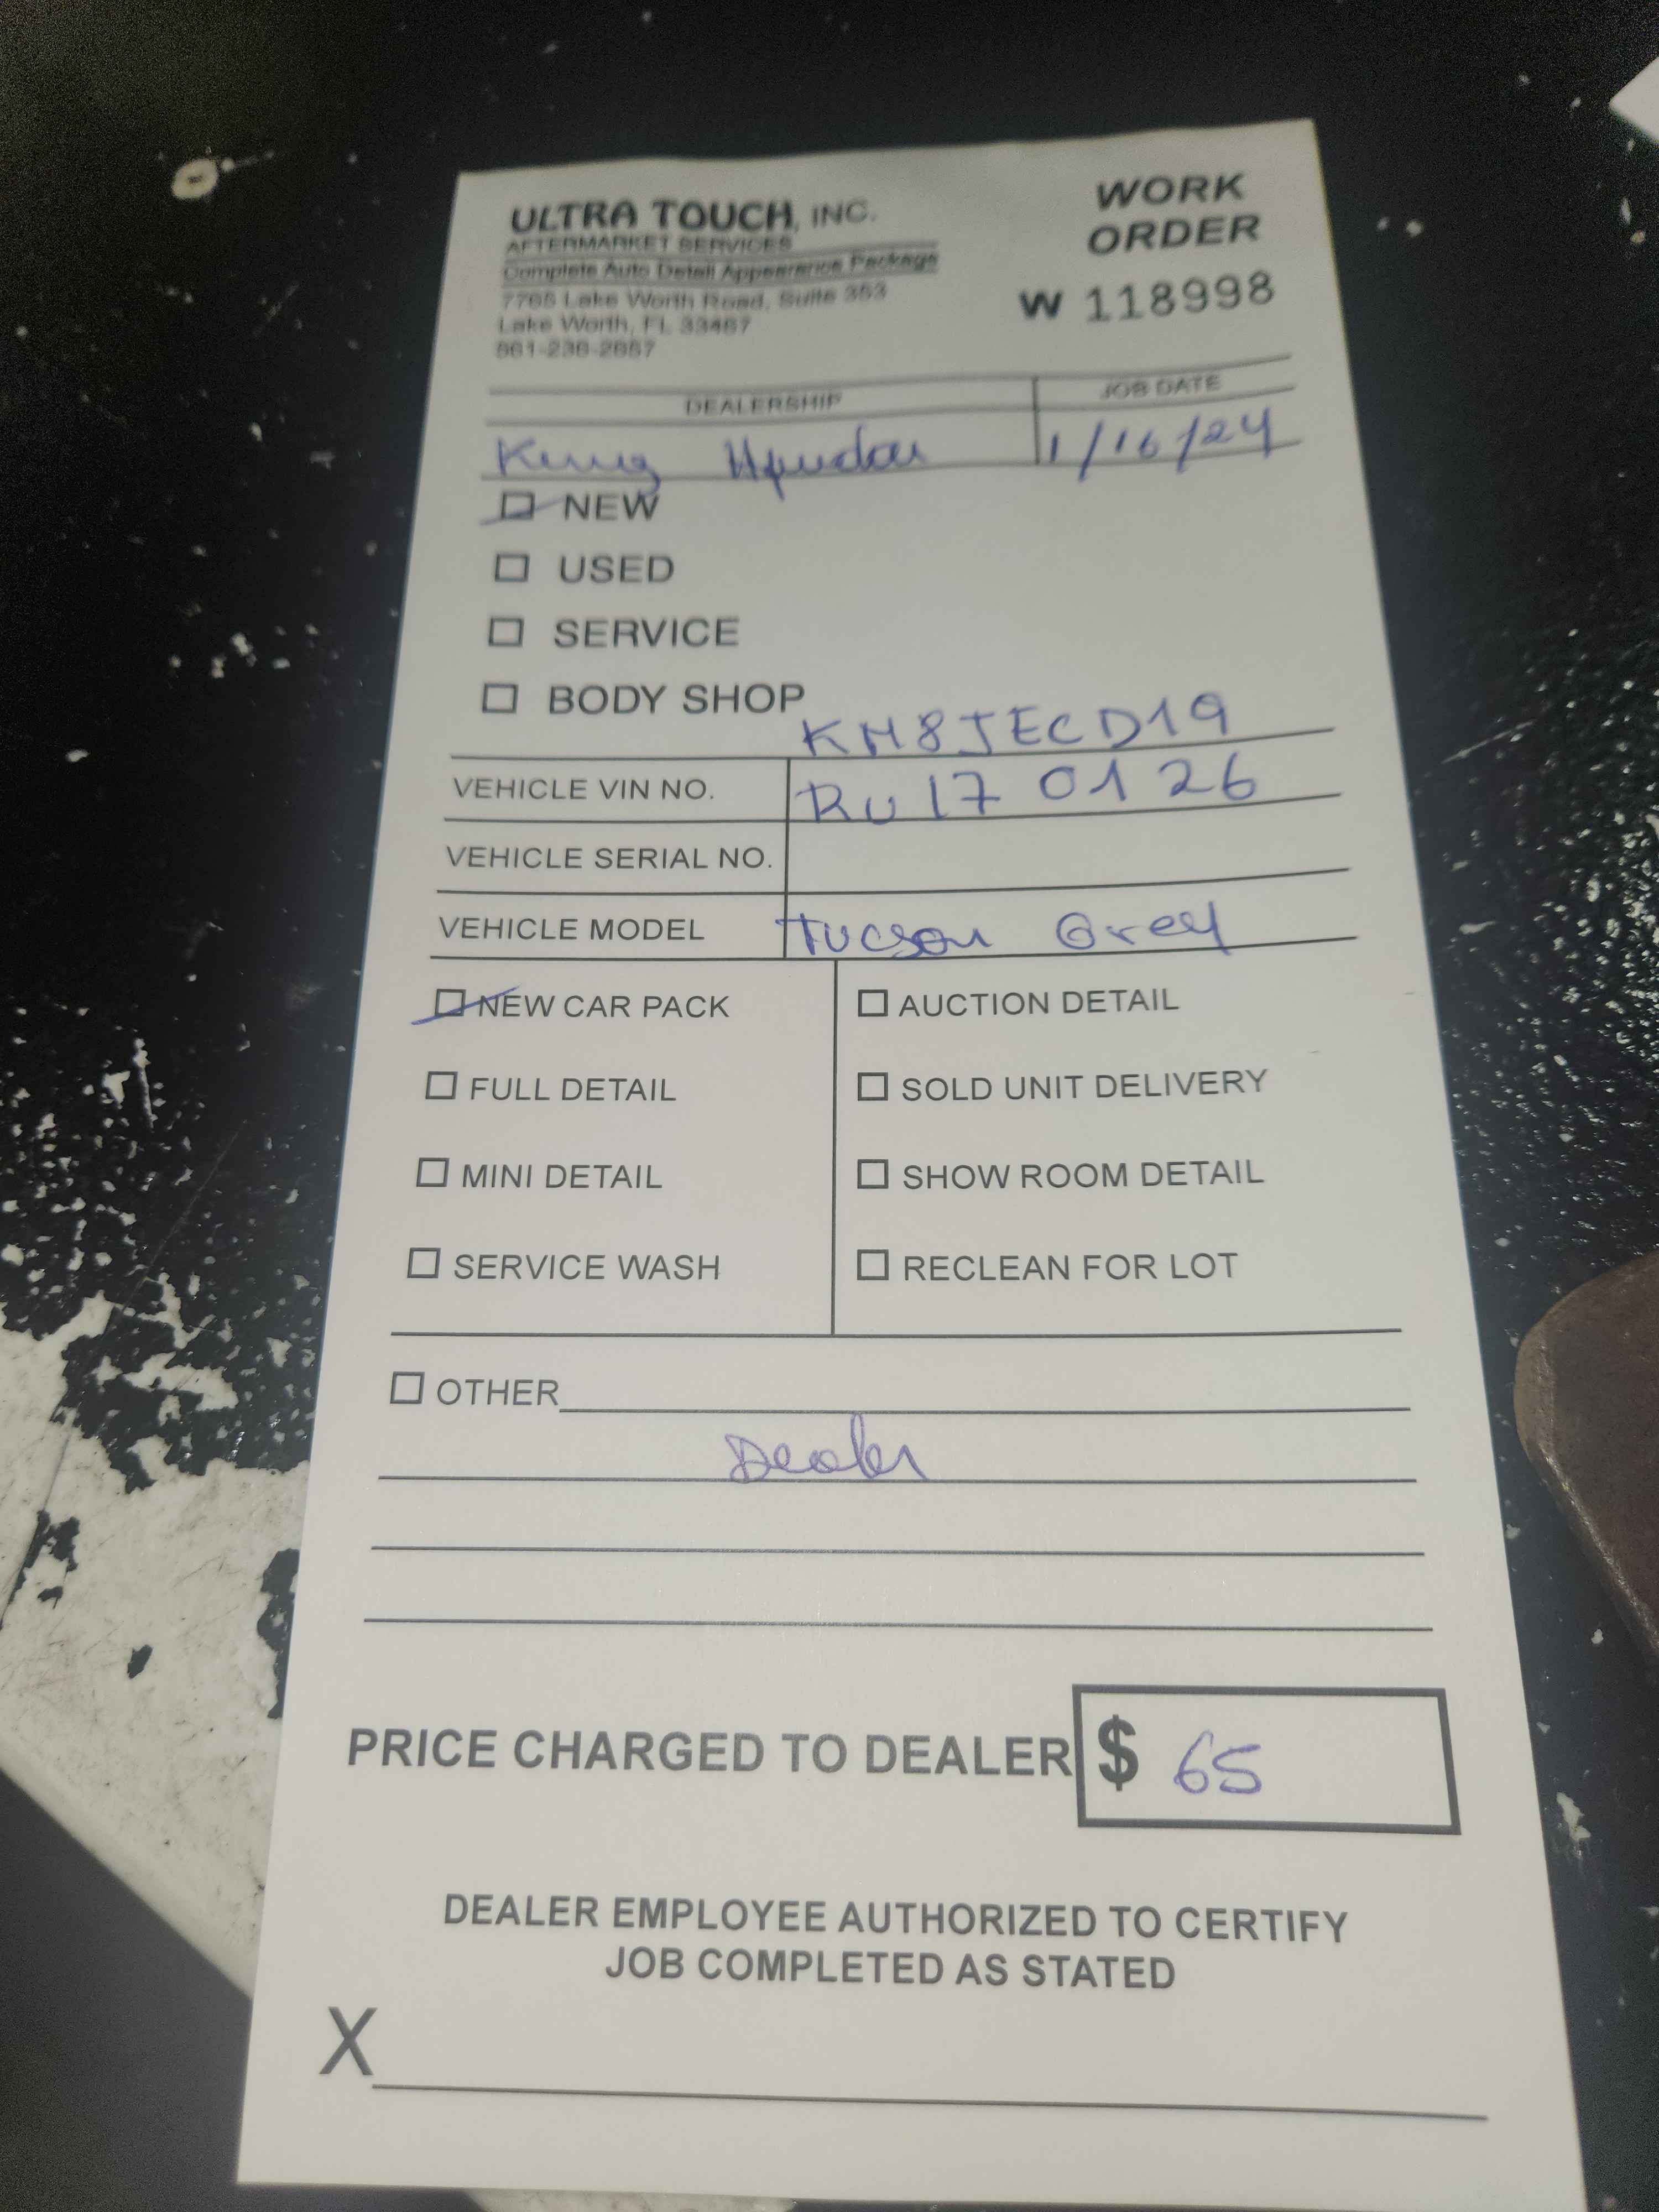 ULTRA TOUCH, INC.
AFTERMARKET SERVICES
Complete Auto Detail Appearance Package
7765 Lake Worth Road, Suite 353
Lake Worth, FL 33467
561-236-2657
WORK
ORDER
W 118998
DEALERSHIP JOB DATE
King Hyundai 1/16/24
NEW
USED
SERVICE
BODY SHOP
KM8JECD19
VEHICLE VIN NO. RU170126
VEHICLE SERIAL NO.
VEHICLE MODEL Tucson Grey
NEW CAR PACK AUCTION DETAIL
FULL DETAIL SOLD UNIT DELIVERY
MINI DETAIL SHOW ROOM DETAIL
SERVICE WASH RECLEAN FOR LOT
OTHER
Dealer
PRICE CHARGED TO DEALER $ 65
DEALER EMPLOYEE AUTHORIZED TO CERTIFY
JOB COMPLETED AS STATED
X